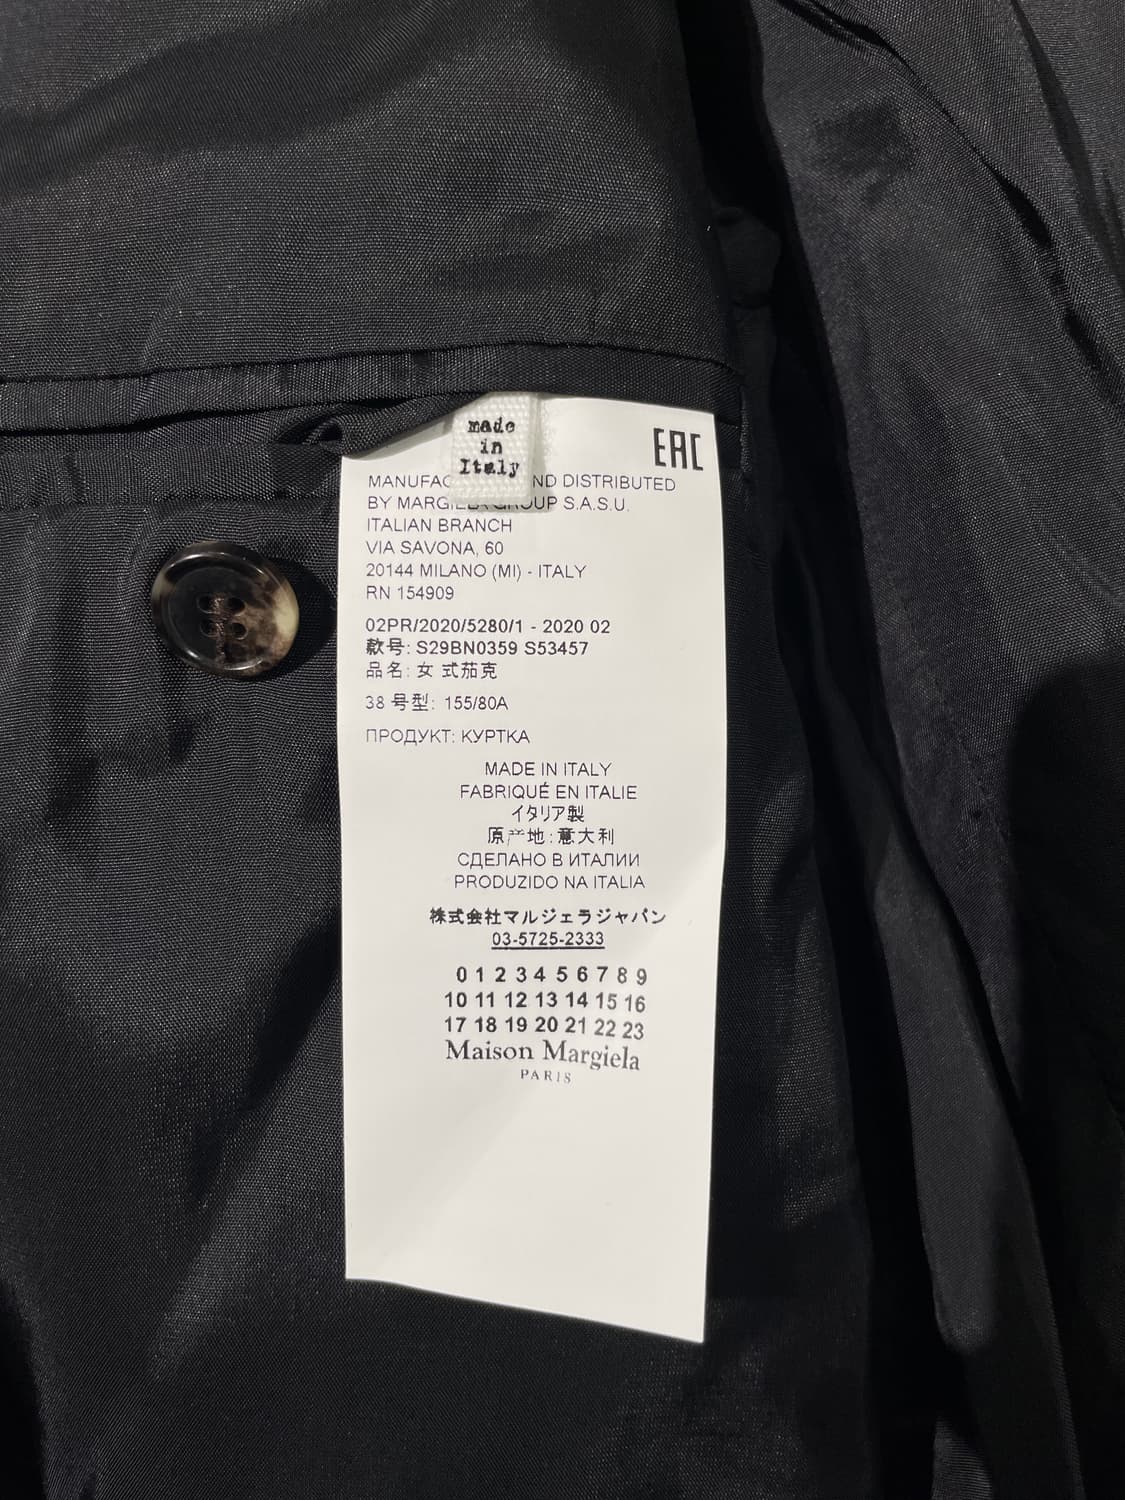 made
in
Italy
EAC
MANUFAC ND DISTRIBUTED
BY MARGIELA GROUP S.A.S.U.
ITALIAN BRANCH
VIA SAVONA, 60
20144 MILANO (MI) - ITALY
RN 154909
02PR/2020/5280/1 - 2020 02
款号: S29BN0359 S53457
品名: 女 式茄克
38 号型: 155/80A
ПРОДУКТ: КУРТКА
MADE IN ITALY
FABRIQUÉ EN ITALIE
イタリア製
原产地: 意大利
СДЕЛАНО В ИТАЛИИ
PRODUZIDO NA ITALIA
株式会社マルジェラジャパン
03-5725-2333
0 1 2 3 4 5 6 7 8 9
10 11 12 13 14 15 16
17 18 19 20 21 22 23
Maison Margiela
PARIS